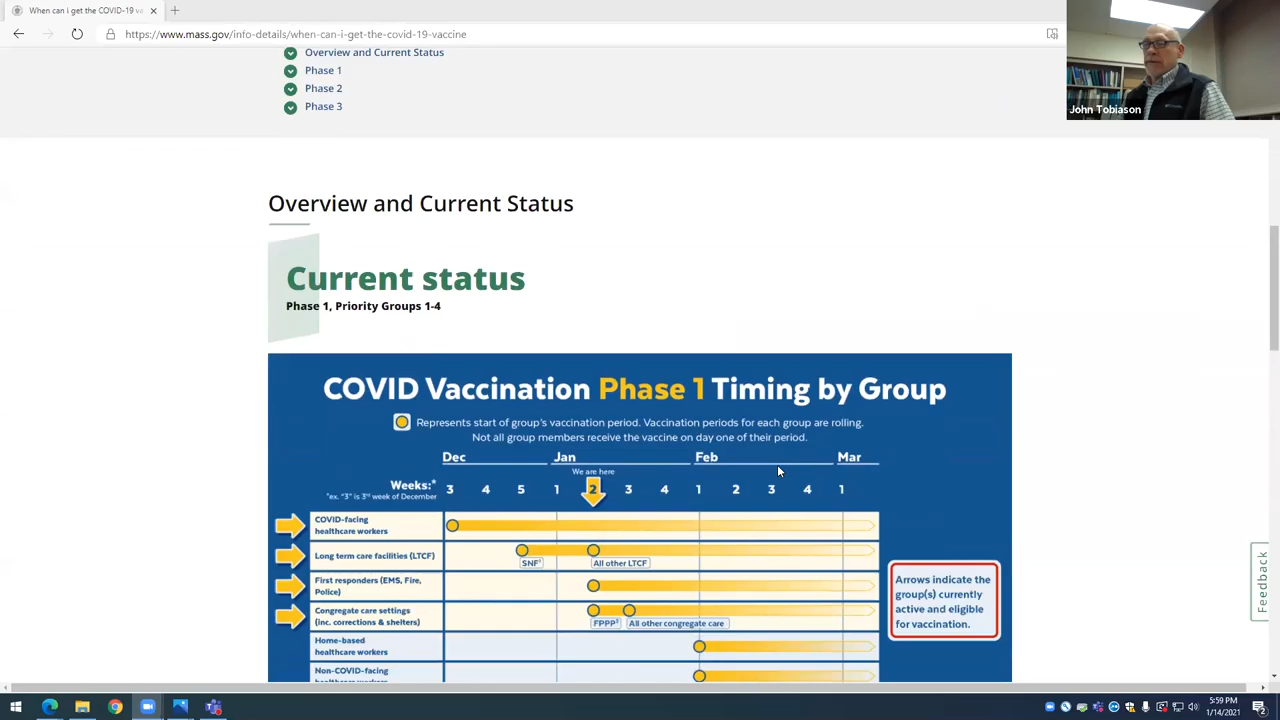 When can i get the COVID-19 va
https://www.mass.gov/info-details/when-can-i-get-the-covid-19-vaccine
Overview and Current Status
Phase 1
Phase 2
Phase 3
John Tobiason
Overview and Current Status
Current status
Phase 1, Priority Groups 1-4
COVID Vaccination Phase 1 Timing by Group
Represents start of group's vaccination period. Vaccination periods for each group are rolling.
Not all group members receive the vaccine on day one of their period.
Dec Jan Feb Mar
We are here
Weeks:* 3 4 5 1 2 3 4 1 2 3 4 1
*ex. "3" is 3rd week of December
COVID-facing
healthcare workers
Long term care facilities (LTCF)
SNF¹ All other LTCF
First responders (EMS, Fire,
Police)
Congregate care settings
(inc. corrections & shelters)
FPPP² All other congregate care
Home-based
healthcare workers
Non-COVID-facing
healthcare workers
Arrows indicate the
group(s) currently
active and eligible
for vaccination.
Feedback
5:59 PM
1/14/2021
2